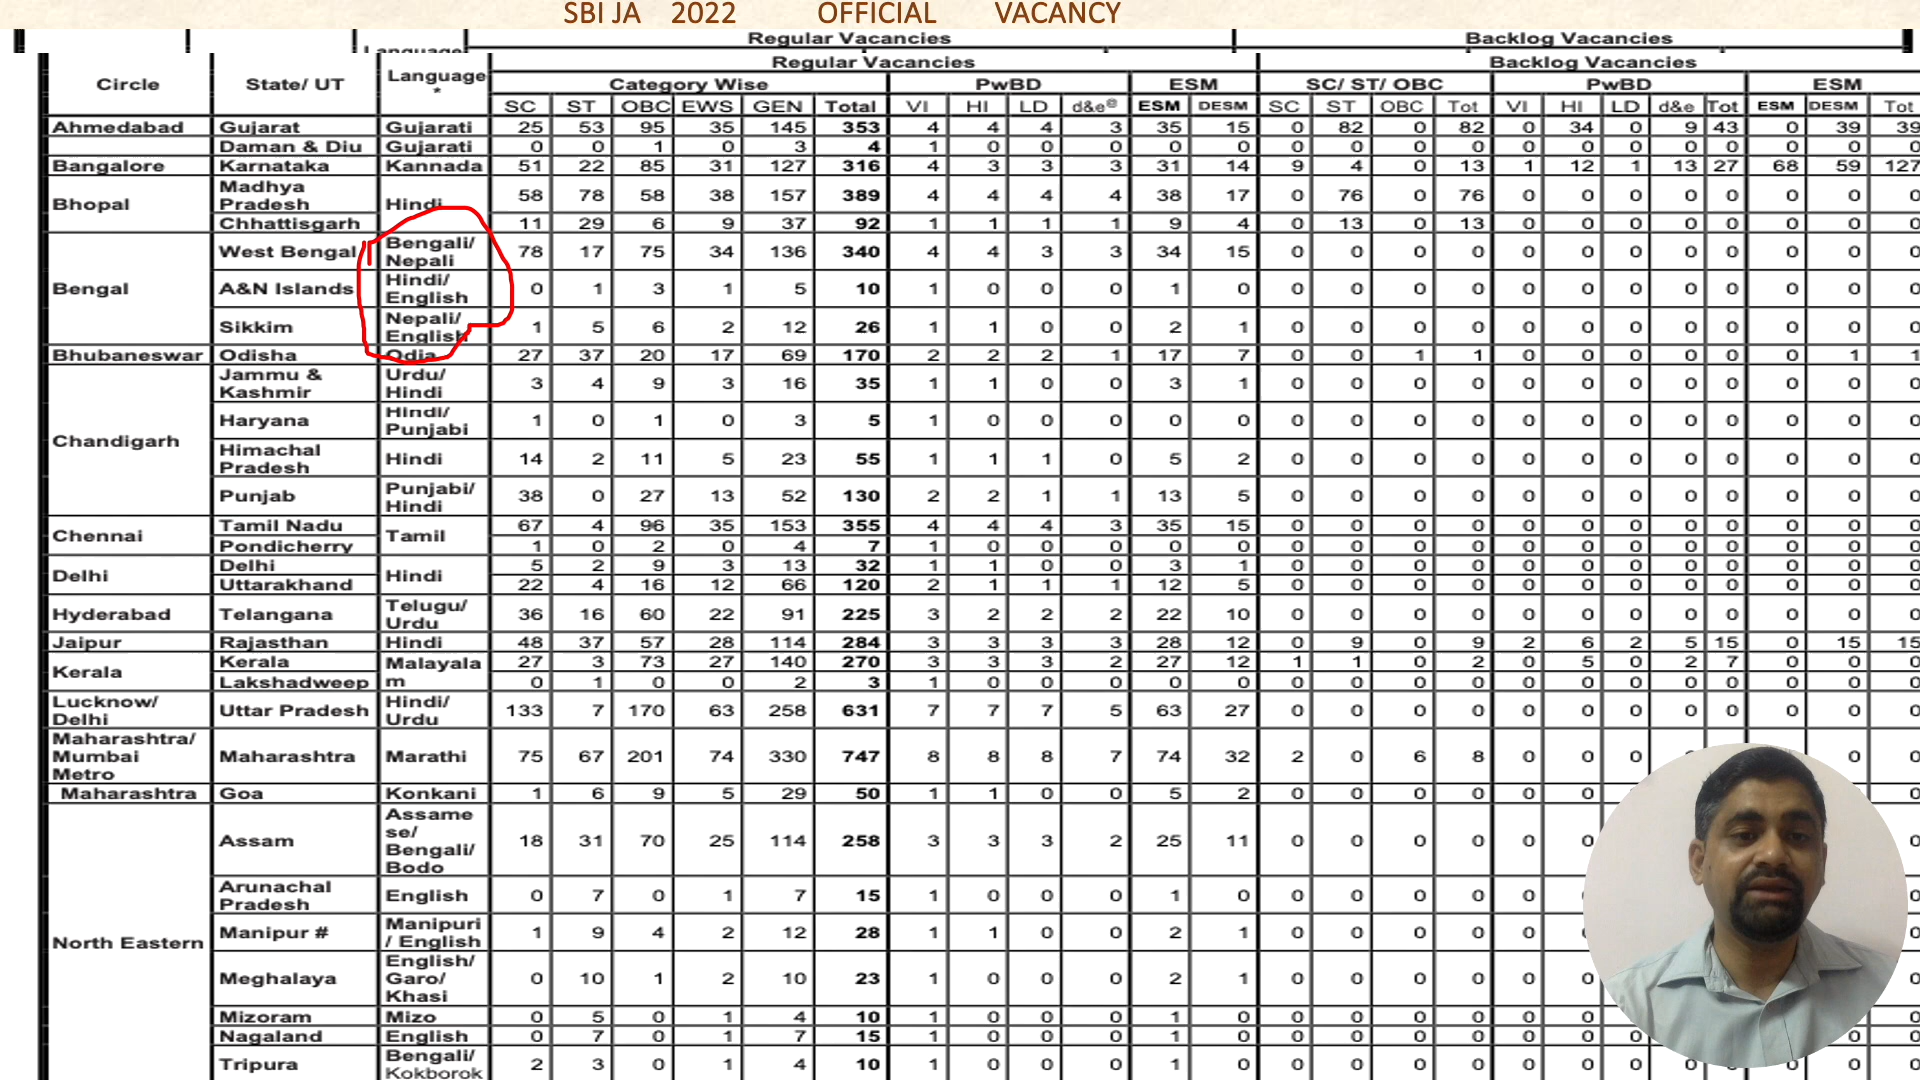 SBI JA 2022 OFFICIAL VACANCY
Regular Vacancies Backlog Vacancies
Regular Vacancies Backlog Vacancies
Circle State/ UT Language * Category Wise PwBD ESM SC/ ST/ OBC PwBD ESM
SC ST OBC EWS GEN Total VI HI LD d&e@ ESM DESM SC ST OBC Tot VI HI LD d&e Tot ESM DESM Tot
Ahmedabad Gujarat Gujarati 25 53 95 35 145 353 4 4 4 3 35 15 0 82 0 82 0 34 0 9 43 0 39 39
Daman & Diu Gujarati 0 0 1 0 3 4 1 0 0 0 0 0 0 0 0 0 0 0 0 0 0 0 0 0
Bangalore Karnataka Kannada 51 22 85 31 127 316 4 3 3 3 31 14 9 4 0 13 1 12 1 13 27 68 59 127
Bhopal Madhya Pradesh Hindi 58 78 58 38 157 389 4 4 4 4 38 17 0 76 0 76 0 0 0 0 0 0 0 0
Chhattisgarh 11 29 6 9 37 92 1 1 1 1 9 4 0 13 0 13 0 0 0 0 0 0 0 0
Bengal West Bengal Bengali/ Nepali 78 17 75 34 136 340 4 4 3 3 34 15 0 0 0 0 0 0 0 0 0 0 0 0
A&N Islands Hindi/ English 0 1 3 1 5 10 1 0 0 0 1 0 0 0 0 0 0 0 0 0 0 0 0 0
Sikkim Nepali/ English 1 5 6 2 12 26 1 1 0 0 2 1 0 0 0 0 0 0 0 0 0 0 0 0
Bhubaneswar Odisha Odia 27 37 20 17 69 170 2 2 2 1 17 7 0 0 1 1 0 0 0 0 0 0 1 1
Chandigarh Jammu & Kashmir Urdu/ Hindi 3 4 9 3 16 35 1 1 0 0 3 1 0 0 0 0 0 0 0 0 0 0 0 0
Haryana Hindi/ Punjabi 1 0 1 0 3 5 1 0 0 0 0 0 0 0 0 0 0 0 0 0 0 0 0 0
Himachal Pradesh Hindi 14 2 11 5 23 55 1 1 1 0 5 2 0 0 0 0 0 0 0 0 0 0 0 0
Punjab Punjabi/ Hindi 38 0 27 13 52 130 2 2 1 1 13 5 0 0 0 0 0 0 0 0 0 0 0 0
Chennai Tamil Nadu Tamil 67 4 96 35 153 355 4 4 4 3 35 15 0 0 0 0 0 0 0 0 0 0 0 0
Pondicherry 1 0 2 0 4 7 1 0 0 0 0 0 0 0 0 0 0 0 0 0 0 0 0 0
Delhi Delhi Hindi 5 2 9 3 13 32 1 1 0 0 3 1 0 0 0 0 0 0 0 0 0 0 0 0
Uttarakhand 22 4 16 12 66 120 2 1 1 1 12 5 0 0 0 0 0 0 0 0 0 0 0 0
Hyderabad Telangana Telugu/ Urdu 36 16 60 22 91 225 3 2 2 2 22 10 0 0 0 0 0 0 0 0 0 0 0 0
Jaipur Rajasthan Hindi 48 37 57 28 114 284 3 3 3 3 28 12 0 9 0 9 2 6 2 5 15 0 15 15
Kerala Kerala Malayalam 27 3 73 27 140 270 3 3 3 2 27 12 1 1 0 2 0 5 0 2 7 0 0 0
Lakshadweep 0 1 0 0 2 3 1 0 0 0 0 0 0 0 0 0 0 0 0 0 0 0 0 0
Lucknow/ Delhi Uttar Pradesh Hindi/ Urdu 133 7 170 63 258 631 7 7 7 5 63 27 0 0 0 0 0 0 0 0 0 0 0 0
Maharashtra/ Mumbai Metro Maharashtra Marathi 75 67 201 74 330 747 8 8 8 7 74 32 2 0 6 8 0 0 0 0 0
Maharashtra Goa Konkani 1 6 9 5 29 50 1 1 0 0 5 2 0 0 0 0 0 0 0
North Eastern Assam Assamese/ Bengali/ Bodo 18 31 70 25 114 258 3 3 3 2 25 11 0 0 0 0 0 0 0
Arunachal Pradesh English 0 7 0 1 7 15 1 0 0 0 1 0 0 0 0 0 0 0 0
Manipur # Manipuri / English 1 9 4 2 12 28 1 1 0 0 2 1 0 0 0 0 0 0
Meghalaya English/ Garo/ Khasi 0 10 1 2 10 23 1 0 0 0 2 1 0 0 0 0 0 0
Mizoram Mizo 0 5 0 1 4 10 1 0 0 0 1 0 0 0 0 0 0 0 0
Nagaland English 0 7 0 1 7 15 1 0 0 0 1 0 0 0 0 0 0 0 0
Tripura Bengali/ Kokborok 2 3 0 1 4 10 1 0 0 0 1 0 0 0 0 0 0 0 0